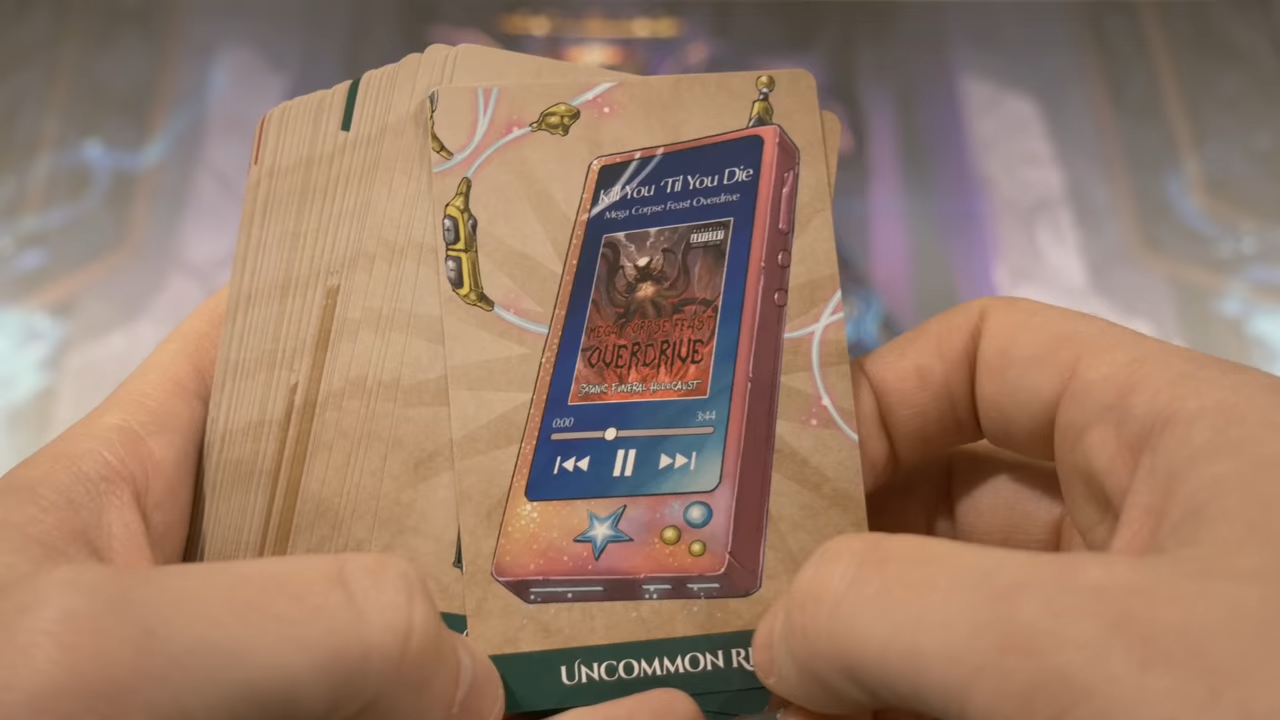 Kill You 'Til You Die
Mega Corpse Feast Overdrive
ADVISORY
MEGA CORPSE FEAST
OVERDRIVE
SATANIC FUNERAL HOLOCAUST
0:00
3:44
UNCOMMON